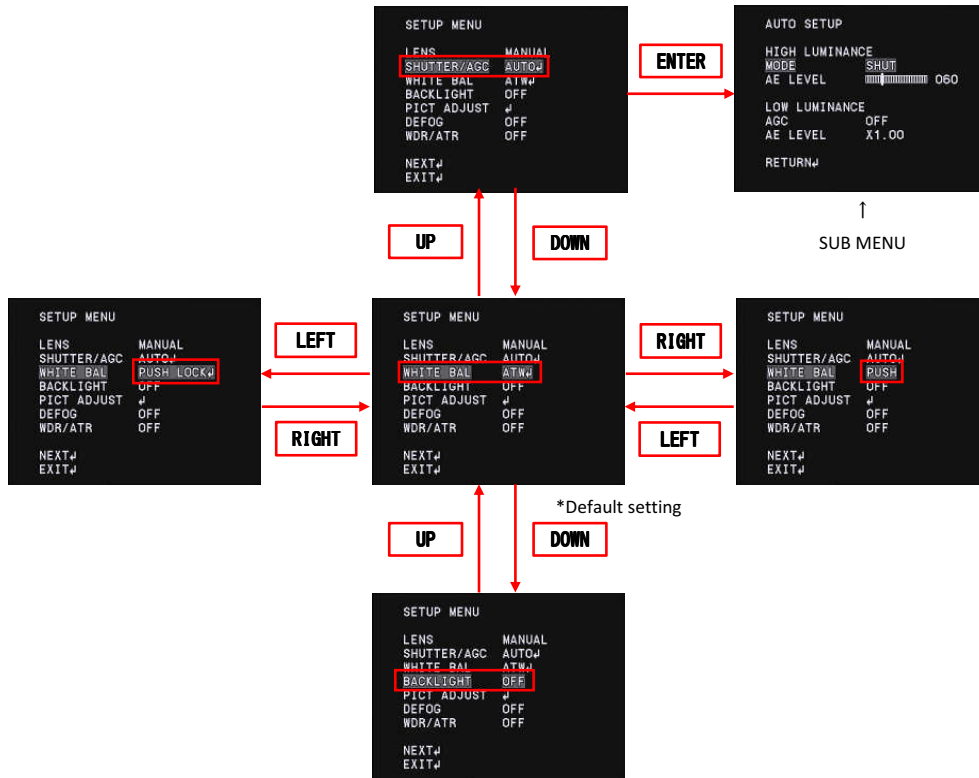 SETUP MENU
LENS MANUAL
SHUTTER/AGC AUTO↲
WHITE BAL ATW↲
BACKLIGHT OFF
PICT ADJUST ↲
DEFOG OFF
WDR/ATR OFF
NEXT↲
EXIT↲
ENTER
AUTO SETUP
HIGH LUMINANCE
MODE SHUT
AE LEVEL 060
LOW LUMINANCE
AGC OFF
AE LEVEL X1.00
RETURN↲
↑
SUB MENU
UP
DOWN
SETUP MENU
LENS MANUAL
SHUTTER/AGC AUTO↲
WHITE BAL PUSH LOCK↲
BACKLIGHT OFF
PICT ADJUST ↲
DEFOG OFF
WDR/ATR OFF
NEXT↲
EXIT↲
LEFT
RIGHT
SETUP MENU
LENS MANUAL
SHUTTER/AGC AUTO↲
WHITE BAL ATW↲
BACKLIGHT OFF
PICT ADJUST ↲
DEFOG OFF
WDR/ATR OFF
NEXT↲
EXIT↲
RIGHT
LEFT
SETUP MENU
LENS MANUAL
SHUTTER/AGC AUTO↲
WHITE BAL PUSH
BACKLIGHT OFF
PICT ADJUST ↲
DEFOG OFF
WDR/ATR OFF
NEXT↲
EXIT↲
*Default setting
UP
DOWN
SETUP MENU
LENS MANUAL
SHUTTER/AGC AUTO↲
WHITE BAL ATW↲
BACKLIGHT OFF
PICT ADJUST ↲
DEFOG OFF
WDR/ATR OFF
NEXT↲
EXIT↲